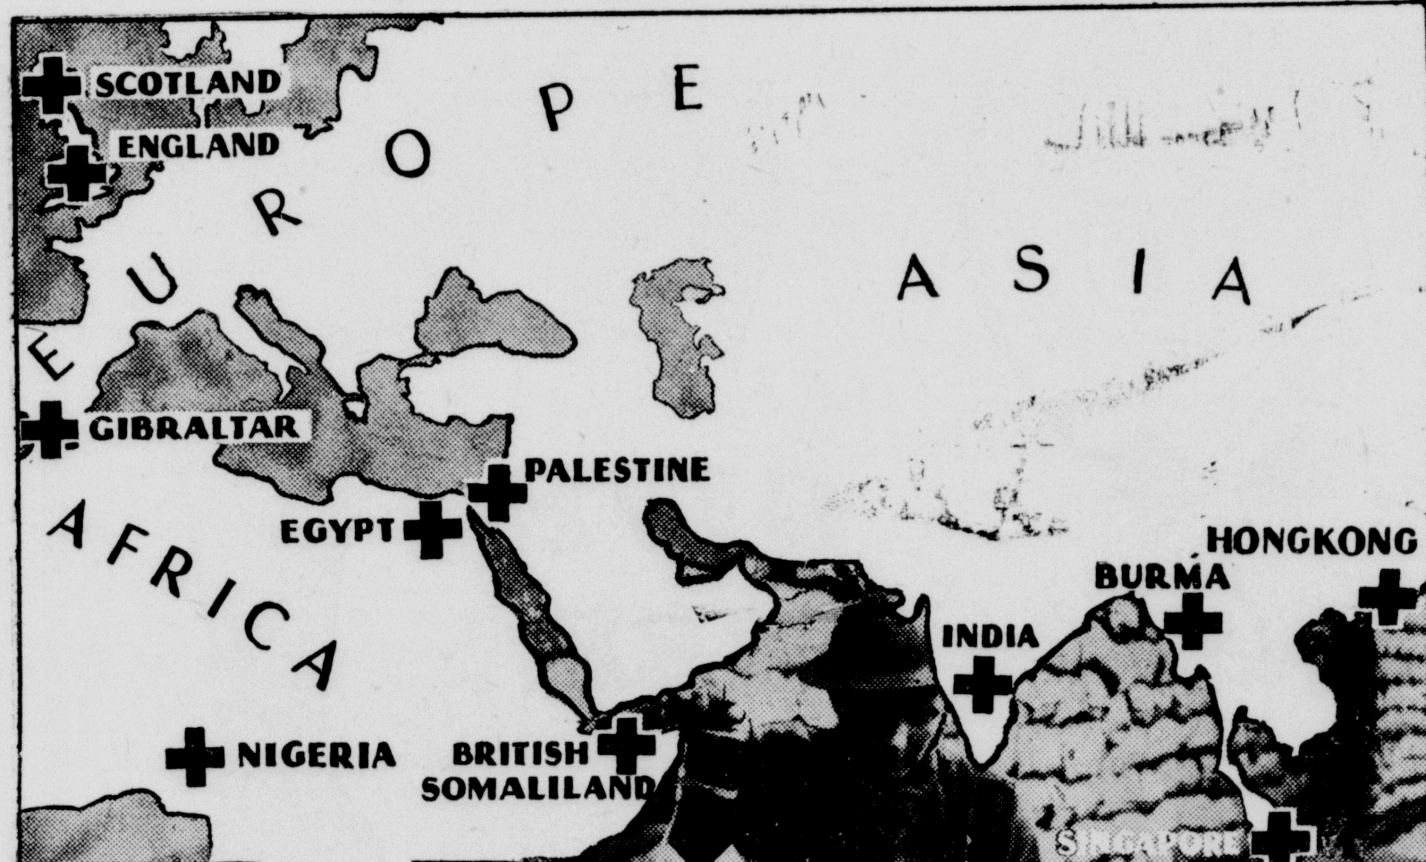 SCOTLAND
ENGLAND
EUROPE
ASIA
GIBRALTAR
PALESTINE
EGYPT
AFRICA
HONGKONG
BURMA
INDIA
NIGERIA
BRITISH
SOMALILAND
SINGAPORE